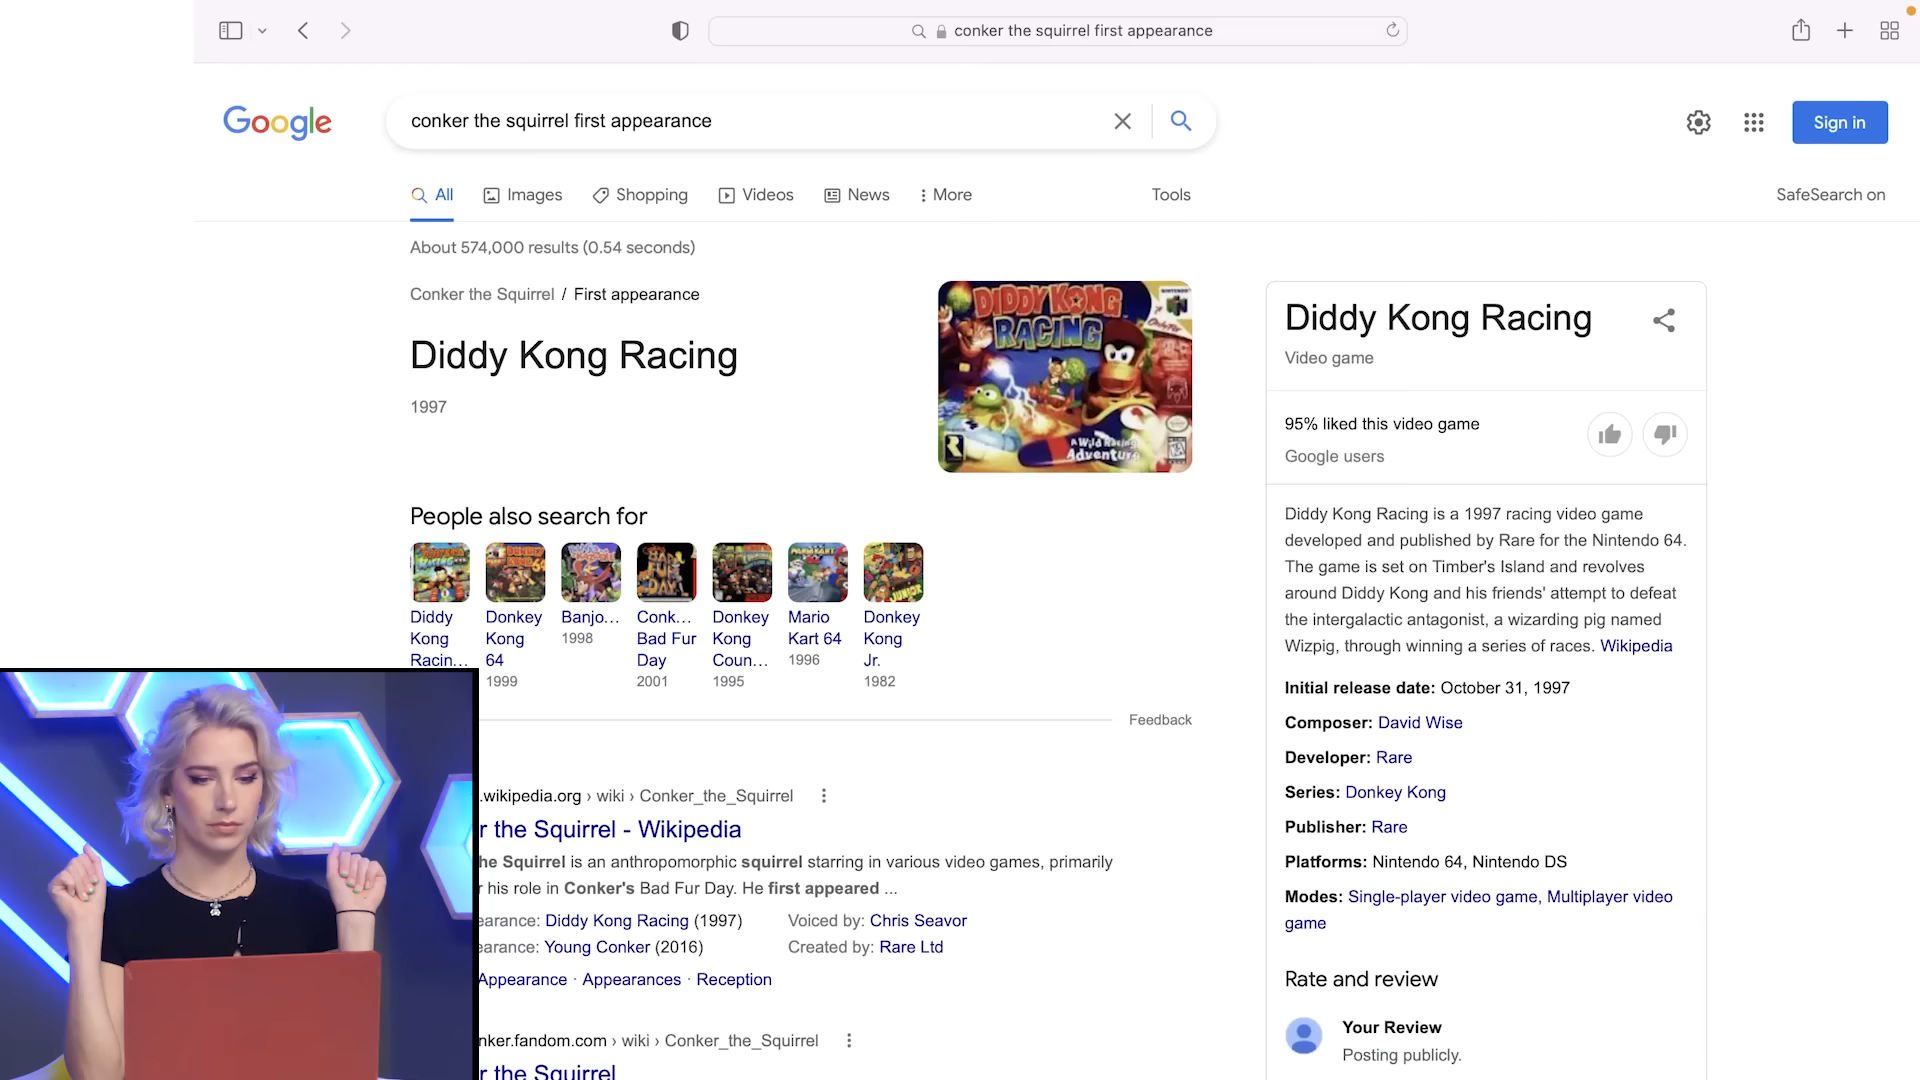 conker the squirrel first appearance
Google
conker the squirrel first appearance
Sign in
All
Images
Shopping
Videos
News
More
Tools
SafeSearch on
About 574,000 results (0.54 seconds)
Conker the Squirrel / First appearance
Diddy Kong Racing
1997
DIDDY KONG
RACING
A Wild Racing
Adventure
People also search for
Diddy
Kong
Racin...
Donkey
Kong
64
1999
Banjo...
1998
Conk...
Bad Fur
Day
2001
Donkey
Kong
Coun...
1995
Mario
Kart 64
1996
Donkey
Kong
Jr.
1982
Feedback
.wikipedia.org › wiki › Conker_the_Squirrel
r the Squirrel - Wikipedia
he Squirrel is an anthropomorphic squirrel starring in various video games, primarily
r his role in Conker's Bad Fur Day. He first appeared ...
earance: Diddy Kong Racing (1997)
Voiced by: Chris Seavor
earance: Young Conker (2016)
Created by: Rare Ltd
Appearance · Appearances · Reception
nker.fandom.com › wiki › Conker_the_Squirrel
r the Squirrel
Diddy Kong Racing
Video game
95% liked this video game
Google users
Diddy Kong Racing is a 1997 racing video game
developed and published by Rare for the Nintendo 64.
The game is set on Timber's Island and revolves
around Diddy Kong and his friends' attempt to defeat
the intergalactic antagonist, a wizarding pig named
Wizpig, through winning a series of races. Wikipedia
Initial release date: October 31, 1997
Composer: David Wise
Developer: Rare
Series: Donkey Kong
Publisher: Rare
Platforms: Nintendo 64, Nintendo DS
Modes: Single-player video game, Multiplayer video
game
Rate and review
Your Review
Posting publicly.